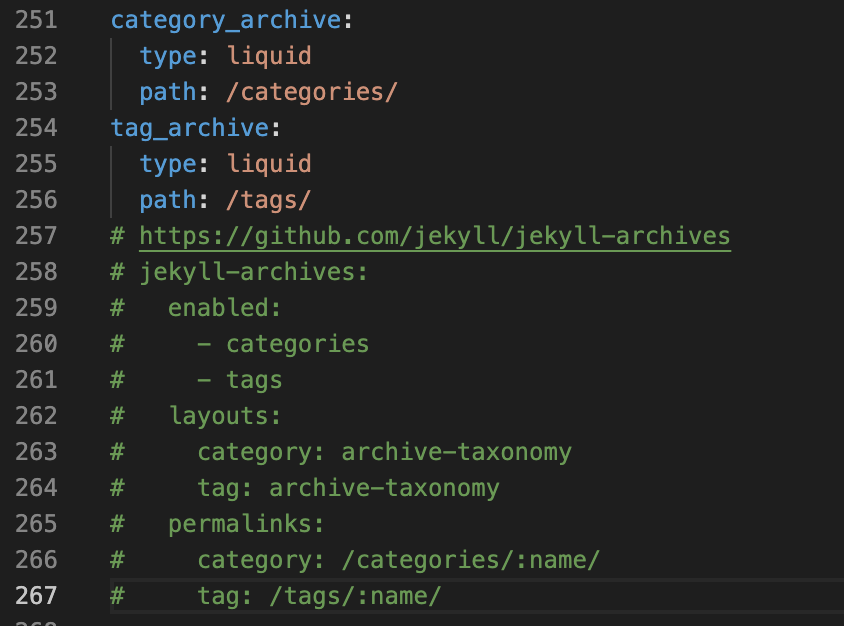 251 category_archive:
252   type: liquid
253   path: /categories/
254 tag_archive:
255   type: liquid
256   path: /tags/
257 # https://github.com/jekyll/jekyll-archives
258 # jekyll-archives:
259 #   enabled:
260 #     - categories
261 #     - tags
262 #   layouts:
263 #     category: archive-taxonomy
264 #     tag: archive-taxonomy
265 #   permalinks:
266 #     category: /categories/:name/
267 #     tag: /tags/:name/